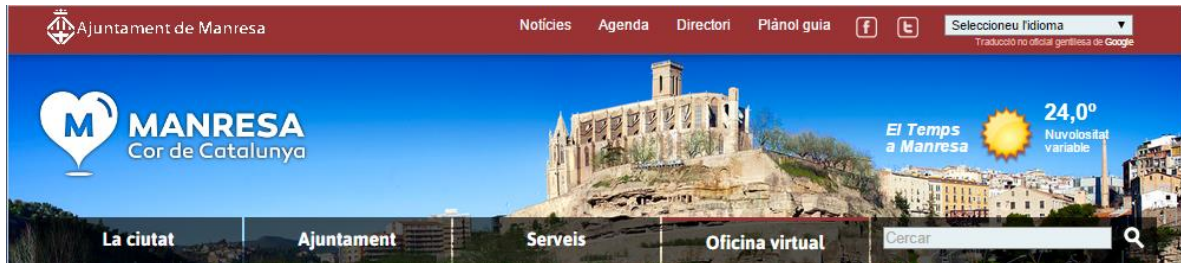 Ajuntament de Manresa
Notícies Agenda Directori Plànol guia f t Seleccioneu l'idioma
Traducció no oficial gentilesa de Google
M MANRESA
Cor de Catalunya
El Temps
a Manresa
24,0º
Nuvolositat
variable
La ciutat Ajuntament Serveis Oficina virtual Cercar